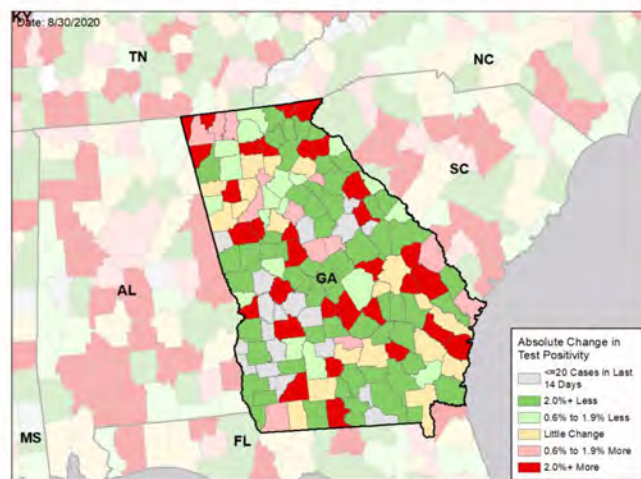 KY
Date: 8/30/2020
TN
NC
SC
AL
GA
MS
FL
Absolute Change in
Test Positivity
<=20 Cases in Last
14 Days
2.0%+ Less
0.6% to 1.9% Less
Little Change
0.6% to 1.9% More
2.0%+ More